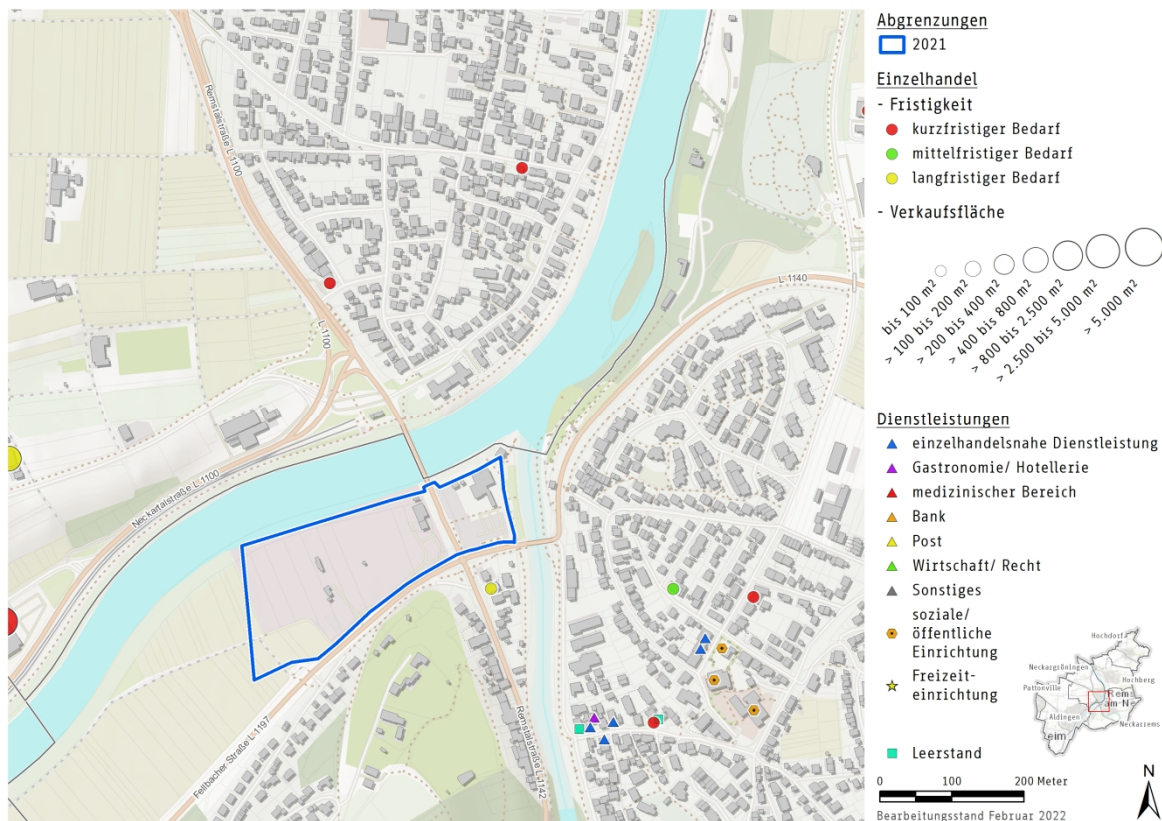 Abgrenzungen
2021
Einzelhandel
- Fristigkeit
kurzfristiger Bedarf
mittelfristiger Bedarf
langfristiger Bedarf
- Verkaufsfläche
bis 100 m²
> 100 bis 200 m²
> 200 bis 400 m²
> 400 bis 800 m²
> 800 bis 2.500 m²
> 2.500 bis 5.000 m²
> 5.000 m²
Dienstleistungen
einzelhandelsnahe Dienstleistung
Gastronomie/ Hotellerie
medizinischer Bereich
Bank
Post
Wirtschaft/ Recht
Sonstiges
soziale/
öffentliche
Einrichtung
Freizeit-
einrichtung
Leerstand
0 100 200 Meter
Bearbeitungsstand Februar 2022
N
Hochdorf
Neckargröningen
Hochberg
Pattonville
Rem
am-N
Aldingen
Neckarrems
eim
Remstalstraße L 1100
L 1100
L 1140
Neckartalstraße L 1100
Fellbacher Straße L 1197
Remstalstraße L 1142